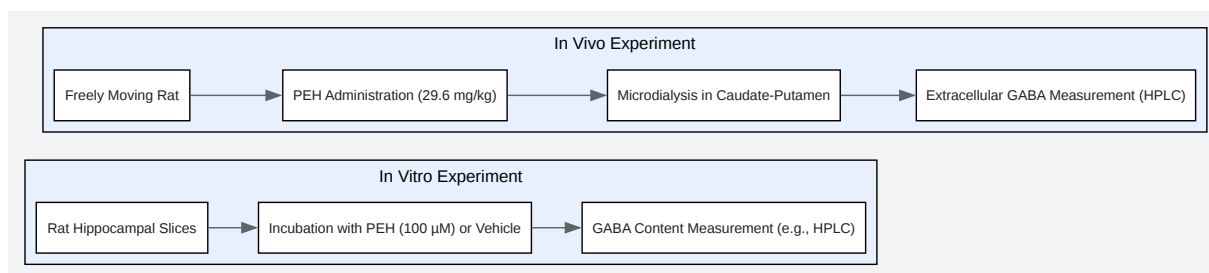 In Vivo Experiment
Freely Moving Rat
PEH Administration (29.6 mg/kg)
Microdialysis in Caudate-Putamen
Extracellular GABA Measurement (HPLC)
In Vitro Experiment
Rat Hippocampal Slices
Incubation with PEH (100 µM) or Vehicle
GABA Content Measurement (e.g., HPLC)